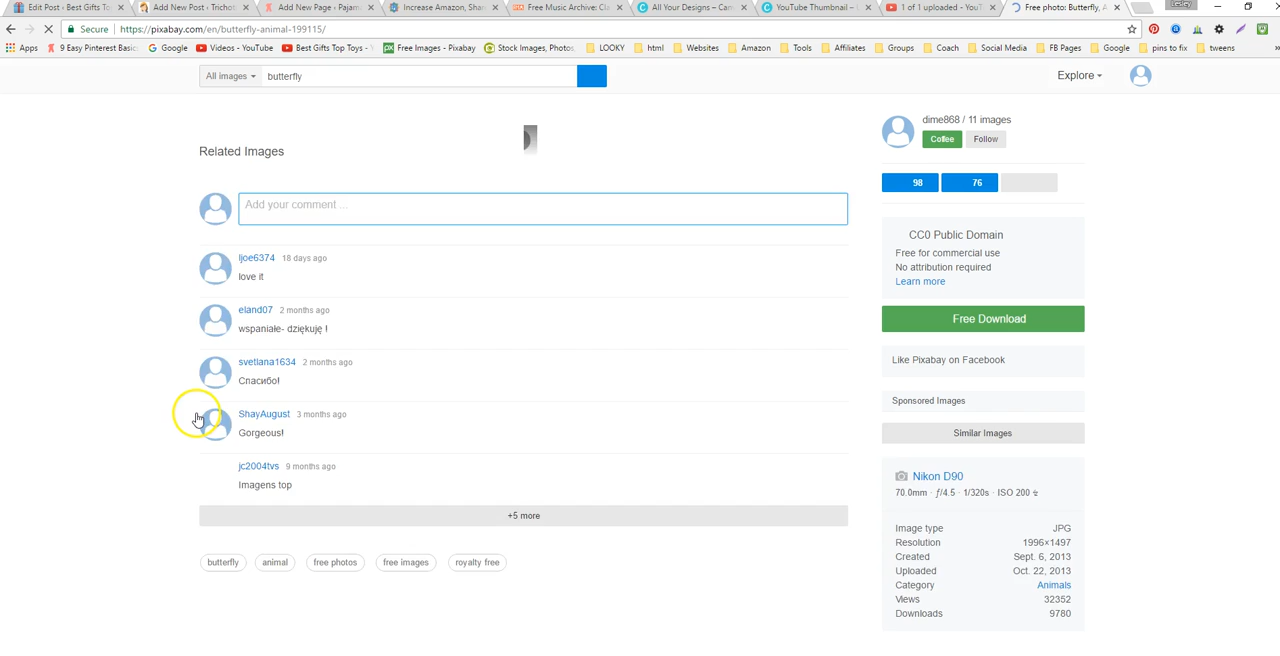 Edit Post ‹ Best Gifts To
Add New Post ‹ Trichot
Add New Page ‹ Pajam
Increase Amazon, Shar
Free Music Archive: Cl
All Your Designs – Can
YouTube Thumbnail –
1 of 1 uploaded - YouT
Free photo: Butterfly, A
Lesley
Secure https://pixabay.com/en/butterfly-animal-199115/
Apps 9 Easy Pinterest Basic Google Videos - YouTube Best Gifts Top Toys - Free Images - Pixabay Stock Images, Photos LOOKY html Websites Amazon Tools Affiliates Groups Coach Social Media FB Pages Google pins to fix tweens
All images butterfly
Explore
Related Images
Add your comment ...
ljoe6374 18 days ago
love it
eland07 2 months ago
wspaniałe- dziękuję !
svetlana1634 2 months ago
Спасибо!
ShayAugust 3 months ago
Gorgeous!
jc2004tvs 9 months ago
Imagens top
+5 more
butterfly animal free photos free images royalty free
dime868 / 11 images
Coffee Follow
98 76
CC0 Public Domain
Free for commercial use
No attribution required
Learn more
Free Download
Like Pixabay on Facebook
Sponsored Images
Similar Images
Nikon D90
70.0mm · ƒ/4.5 · 1/320s · ISO 200
Image type JPG
Resolution 1996×1497
Created Sept. 6, 2013
Uploaded Oct. 22, 2013
Category Animals
Views 32352
Downloads 9780